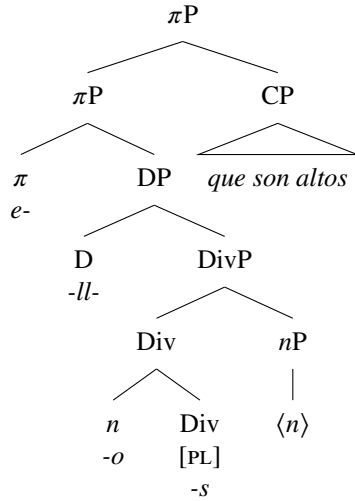 πP
πP CP
π DP que son altos
e-
D DivP
-ll-
Div nP
n Div ⟨n⟩
-o [PL]
-s